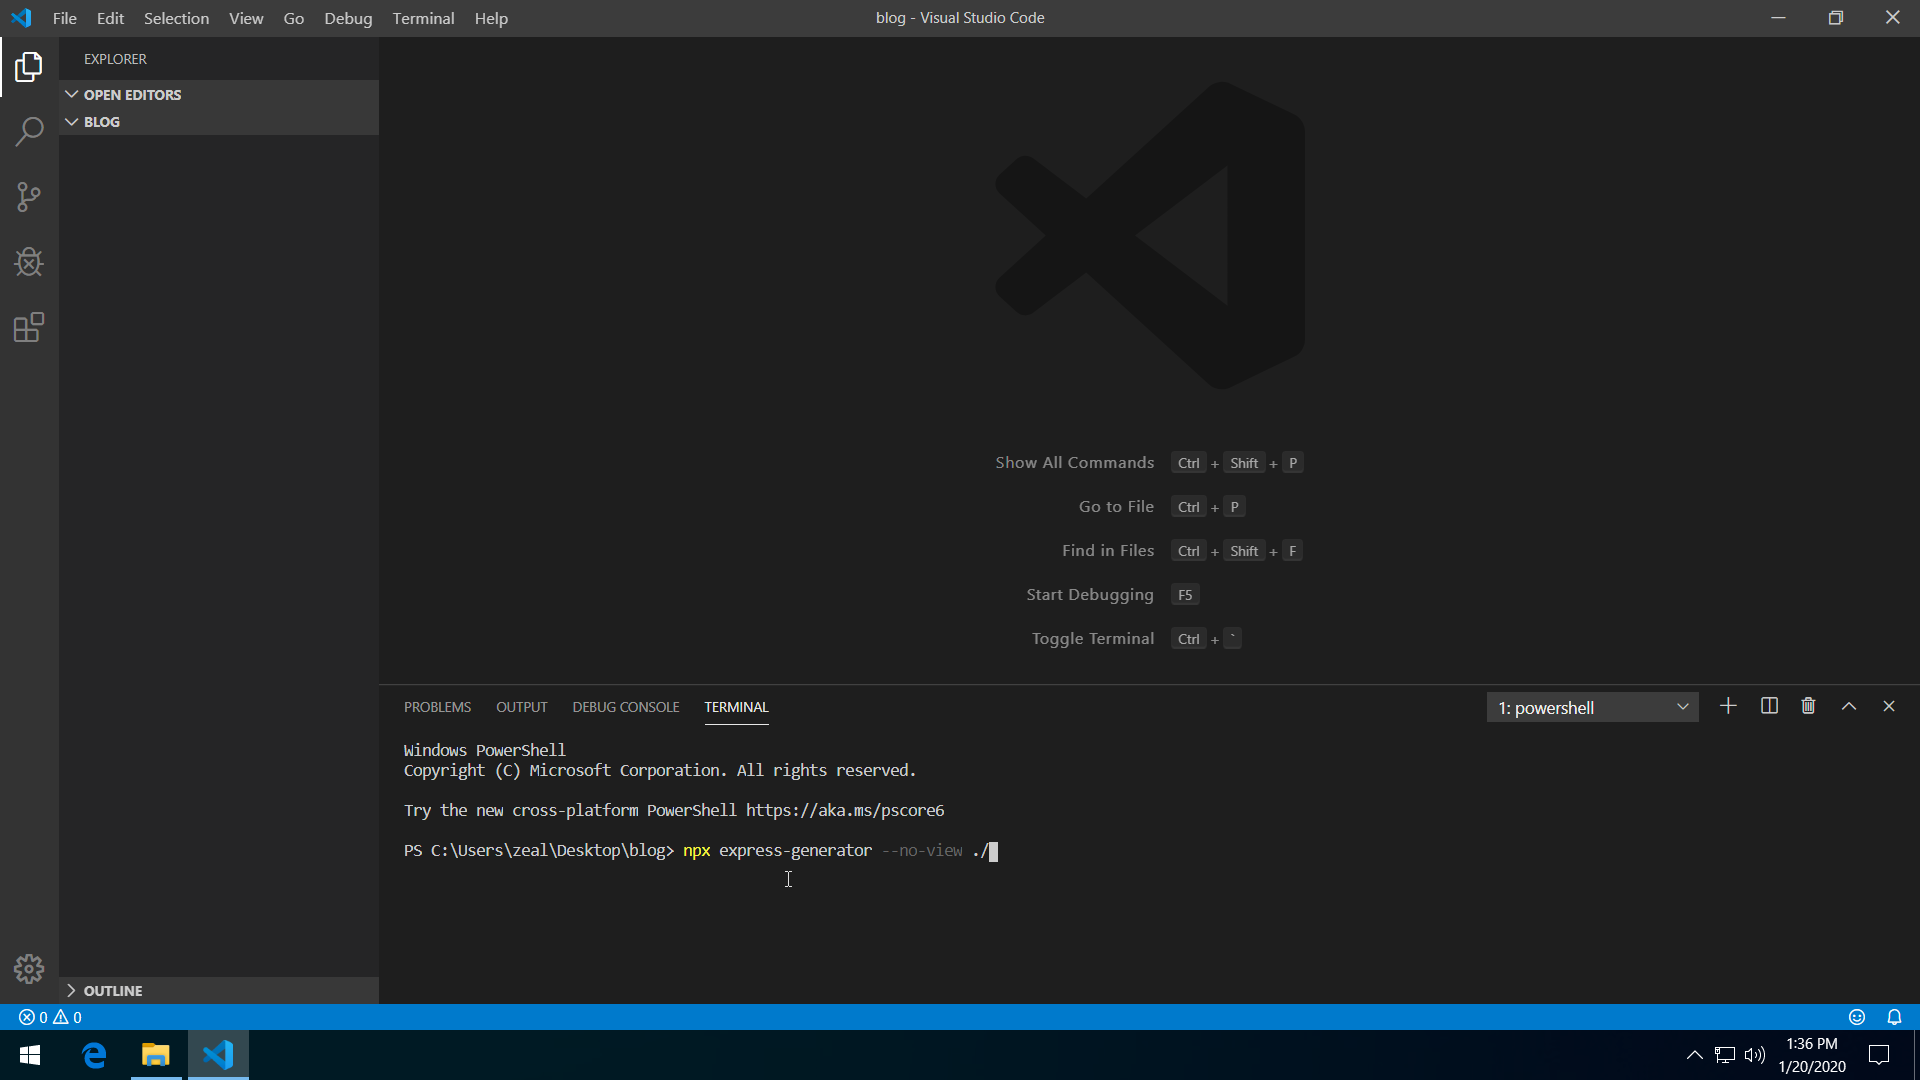 File Edit Selection View Go Debug Terminal Help
blog - Visual Studio Code
EXPLORER
OPEN EDITORS
BLOG
Show All Commands Ctrl + Shift + P
Go to File Ctrl + P
Find in Files Ctrl + Shift + F
Start Debugging F5
Toggle Terminal Ctrl + `
PROBLEMS OUTPUT DEBUG CONSOLE TERMINAL
1: powershell
Windows PowerShell
Copyright (C) Microsoft Corporation. All rights reserved.
Try the new cross-platform PowerShell https://aka.ms/pscore6
PS C:\Users\zeal\Desktop\blog> npx express-generator --no-view ./
OUTLINE
0 0
1:36 PM
1/20/2020